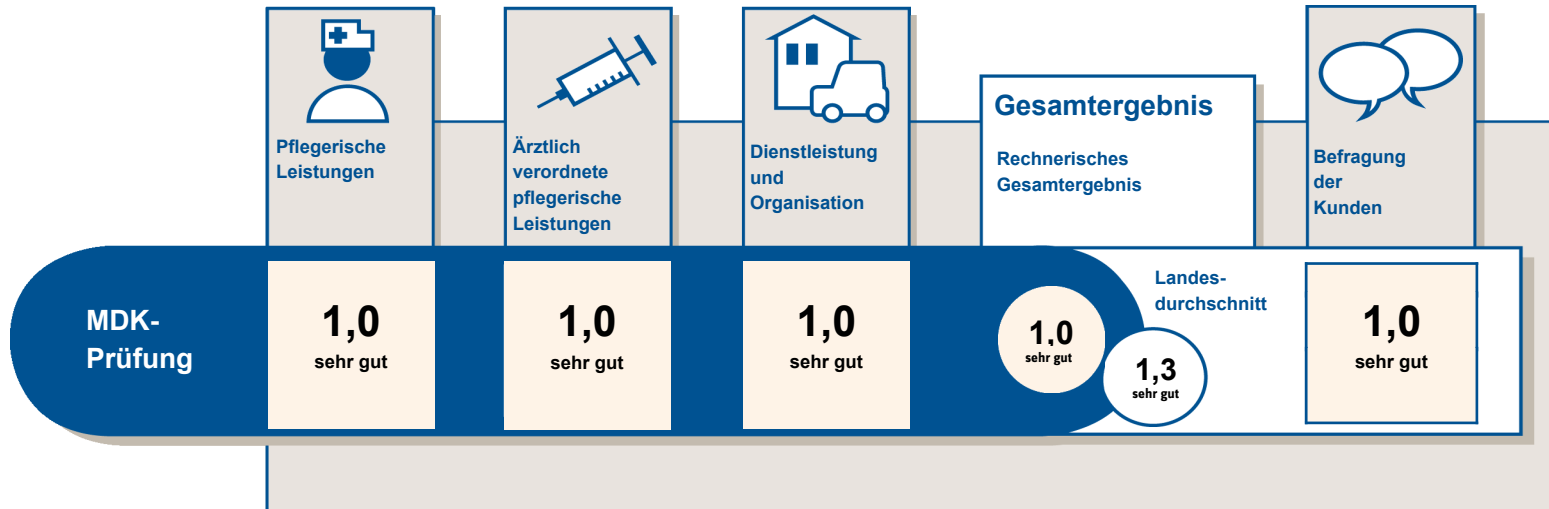 Pflegerische
Leistungen
Ärztlich
verordnete
pflegerische
Leistungen
Dienstleistung
und
Organisation
Gesamtergebnis
Rechnerisches
Gesamtergebnis
Befragung
der
Kunden
MDK-
Prüfung
1,0
sehr gut
1,0
sehr gut
1,0
sehr gut
1,0
sehr gut
Landes-
durchschnitt
1,3
sehr gut
1,0
sehr gut